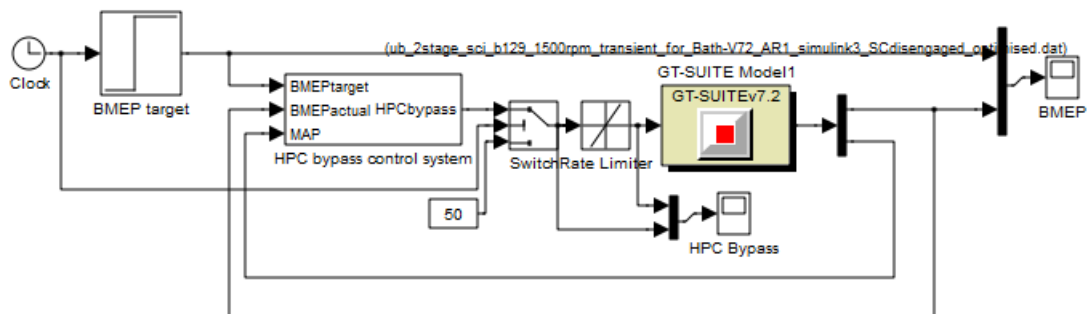 (ub_2stage_sci_b129_1500rpm_transient_for_Bath-V72_AR1_simulink3_SCdisengaged_optimised.dat)
Clock
BMEP target
GT-SUITE Model1
GT-SUITEv7.2
BMEPtarget
BMEPactual
HPCbypass
MAP
HPC bypass control system
Switch
Rate Limiter
BMEP
50
HPC Bypass